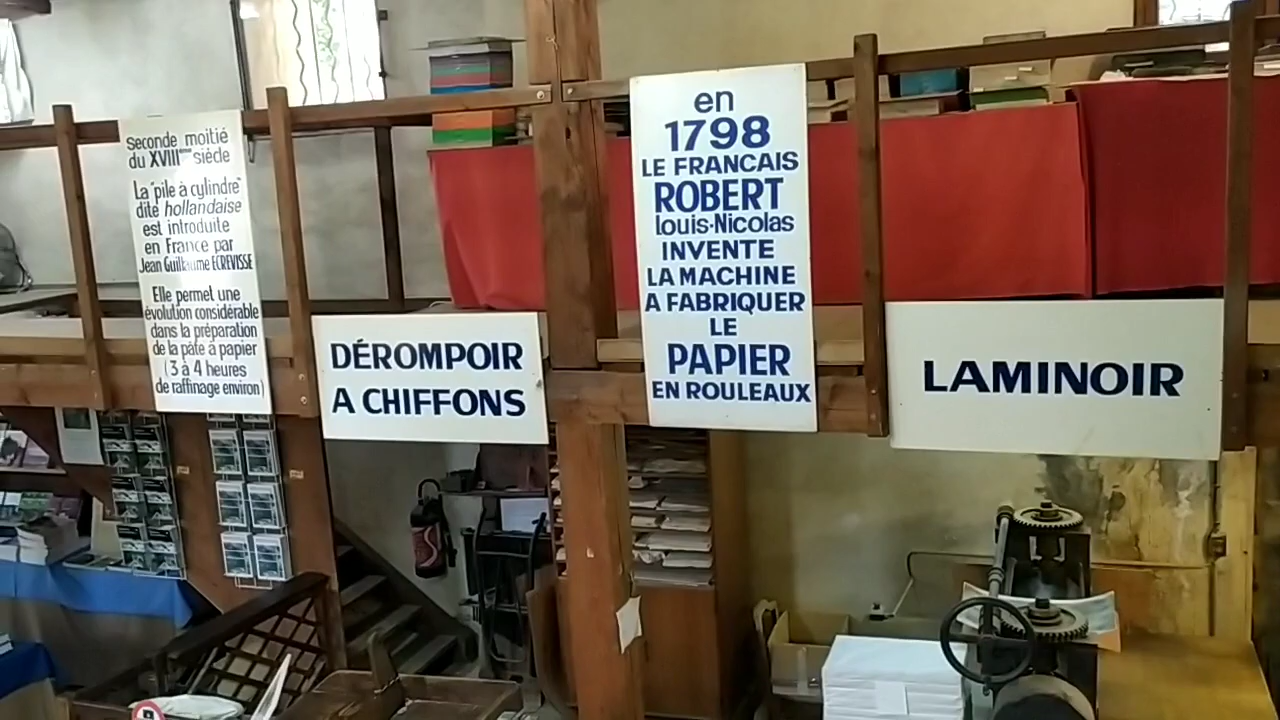 Seconde moitié
du XVIIIème siècle
La "pile à cylindre"
dite hollandaise
est introduite
en France par
Jean Guillaume ECREVISSE
Elle permet une
évolution considérable
dans la préparation
de la pâte à papier
(3 à 4 heures
de raffinage environ)
DÉROMPOIR
A CHIFFONS
en
1798
LE FRANCAIS
ROBERT
louis-Nicolas
INVENTE
LA MACHINE
A FABRIQUER
LE
PAPIER
EN ROULEAUX
LAMINOIR